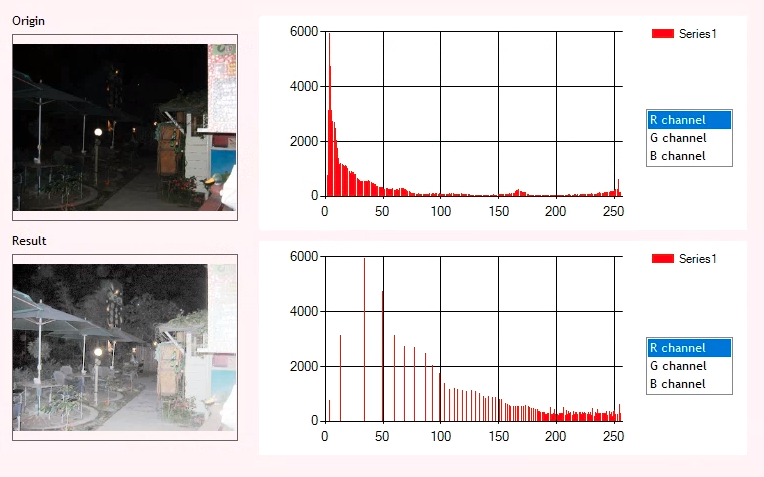 Origin
6000
4000
2000
0
0 50 100 150 200 250
Series1
R channel
G channel
B channel
Result
6000
4000
2000
0
0 50 100 150 200 250
Series1
R channel
G channel
B channel